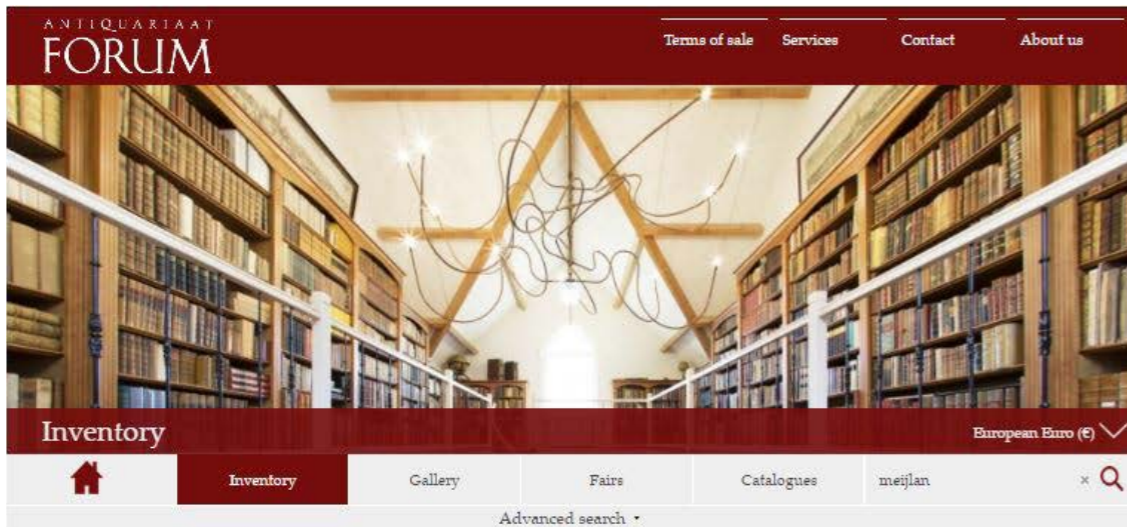 ANTIQUARIAAT
FORUM
Terms of sale Services Contact About us
Inventory
European Euro (€)
Inventory Gallery Fairs Catalogues meijlan ×
Advanced search